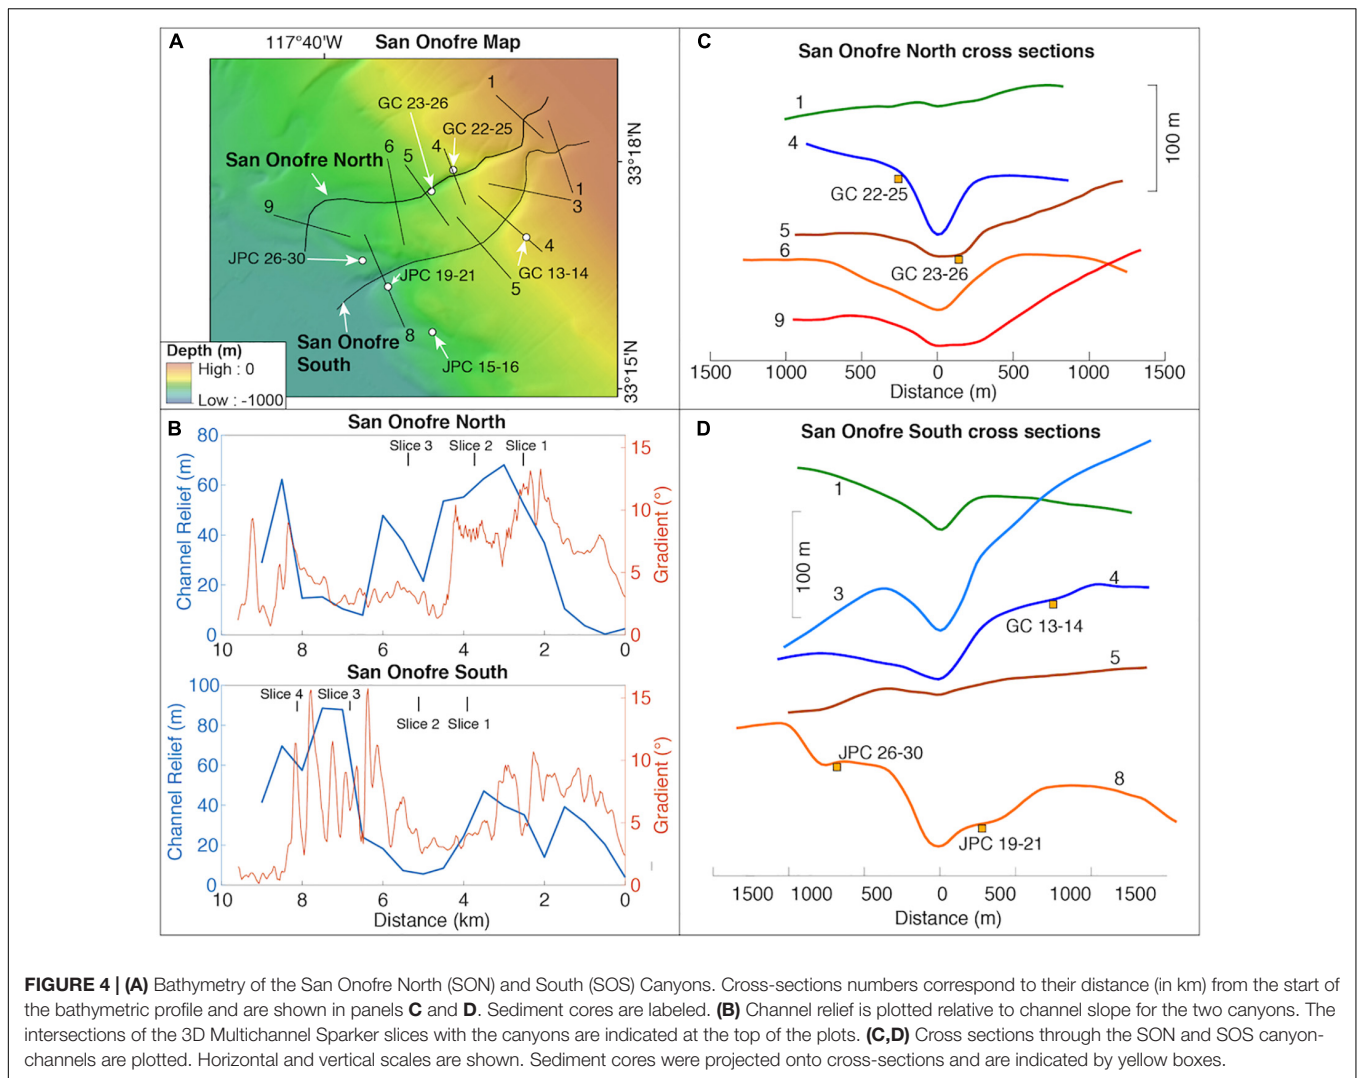 A
117°40'W
San Onofre Map
1
GC 23-26
GC 22-25
6
5
4
San Onofre North
33°18'N
1
3
9
4
JPC 26-30
JPC 19-21
GC 13-14
5
San Onofre
South
8
JPC 15-16
33°15'N
Depth (m)
High : 0
Low : -1000
B
San Onofre North
80
60
40
20
0
Channel Relief (m)
Slice 3
Slice 2
Slice 1
15
10
5
0
Gradient (°)
10
8
6
4
2
0
San Onofre South
100
80
60
40
20
0
Channel Relief (m)
Slice 4
Slice 3
Slice 2
Slice 1
15
10
5
0
Gradient (°)
10
8
6
4
2
0
Distance (km)
C
San Onofre North cross sections
1
100 m
4
GC 22-25
5
6
GC 23-26
9
1500
1000
500
0
500
1000
1500
Distance (m)
D
San Onofre South cross sections
1
100 m
3
4
GC 13-14
5
JPC 26-30
8
JPC 19-21
1500
1000
500
0
500
1000
1500
Distance (m)
FIGURE 4 | (A) Bathymetry of the San Onofre North (SON) and South (SOS) Canyons. Cross-sections numbers correspond to their distance (in km) from the start of
the bathymetric profile and are shown in panels C and D. Sediment cores are labeled. (B) Channel relief is plotted relative to channel slope for the two canyons. The
intersections of the 3D Multichannel Sparker slices with the canyons are indicated at the top of the plots. (C,D) Cross sections through the SON and SOS canyon-
channels are plotted. Horizontal and vertical scales are shown. Sediment cores were projected onto cross-sections and are indicated by yellow boxes.